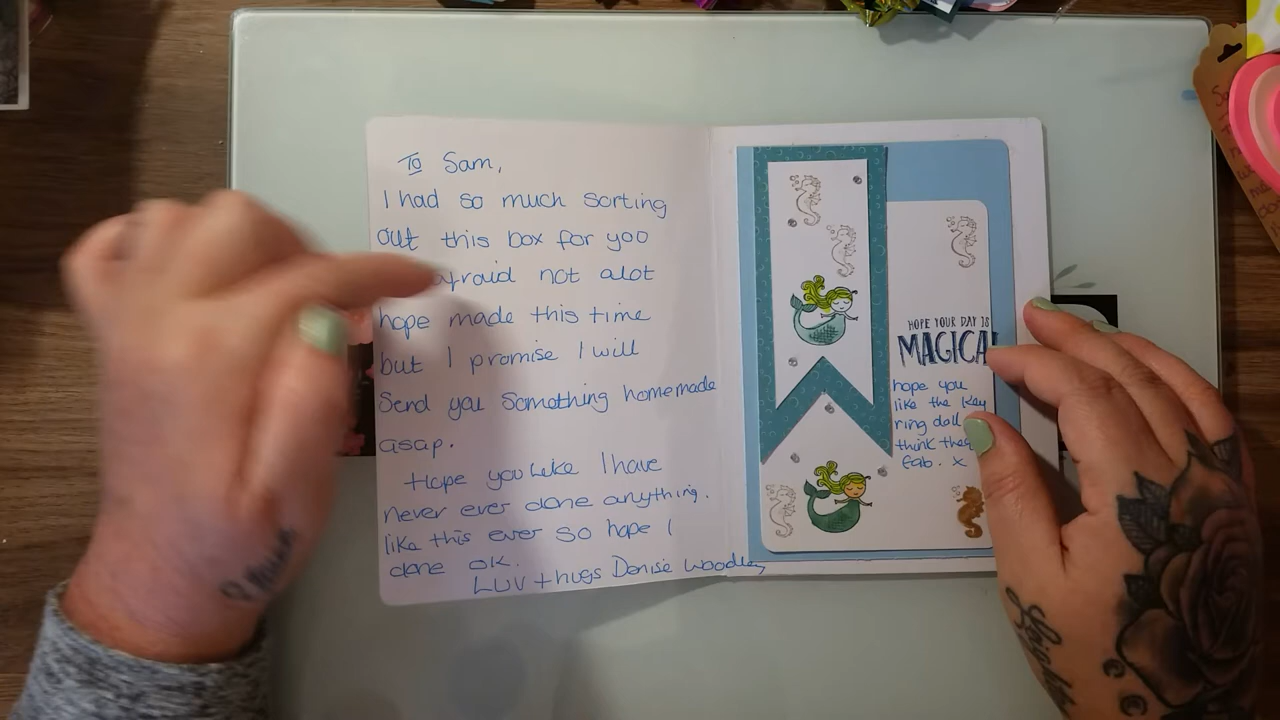 To Sam,
I had so much sorting
out this box for you
afraid not alot
hope made this time
but I promise I will
Send you something homemade
asap.
Hope you like I have
never ever done anything.
like this ever so hope I
done ok.
LUV + hugs Denise Woodley
HOPE YOUR DAY IS
MAGICAL
hope you
like the key
ring doll
think they
fab. x